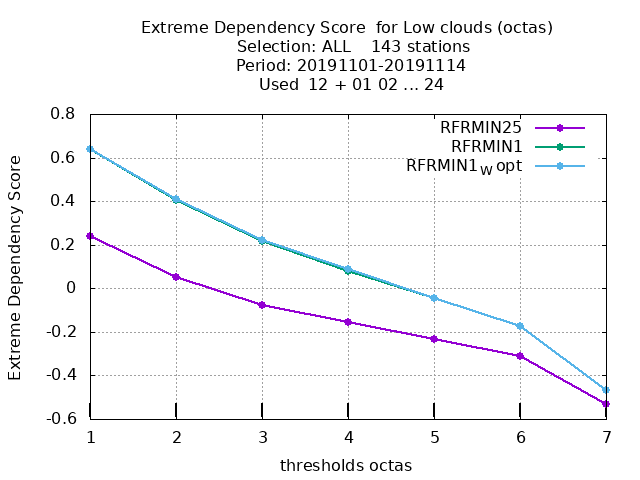 Extreme Dependency Score  for Low clouds (octas)
Selection: ALL    143 stations
Period: 20191101-20191114
Used  12 + 01 02 ... 24
RFRMIN25
RFRMIN1
RFRMIN1W opt
Extreme Dependency Score
0.8
0.6
0.4
0.2
0
-0.2
-0.4
-0.6
1 2 3 4 5 6 7
thresholds octas